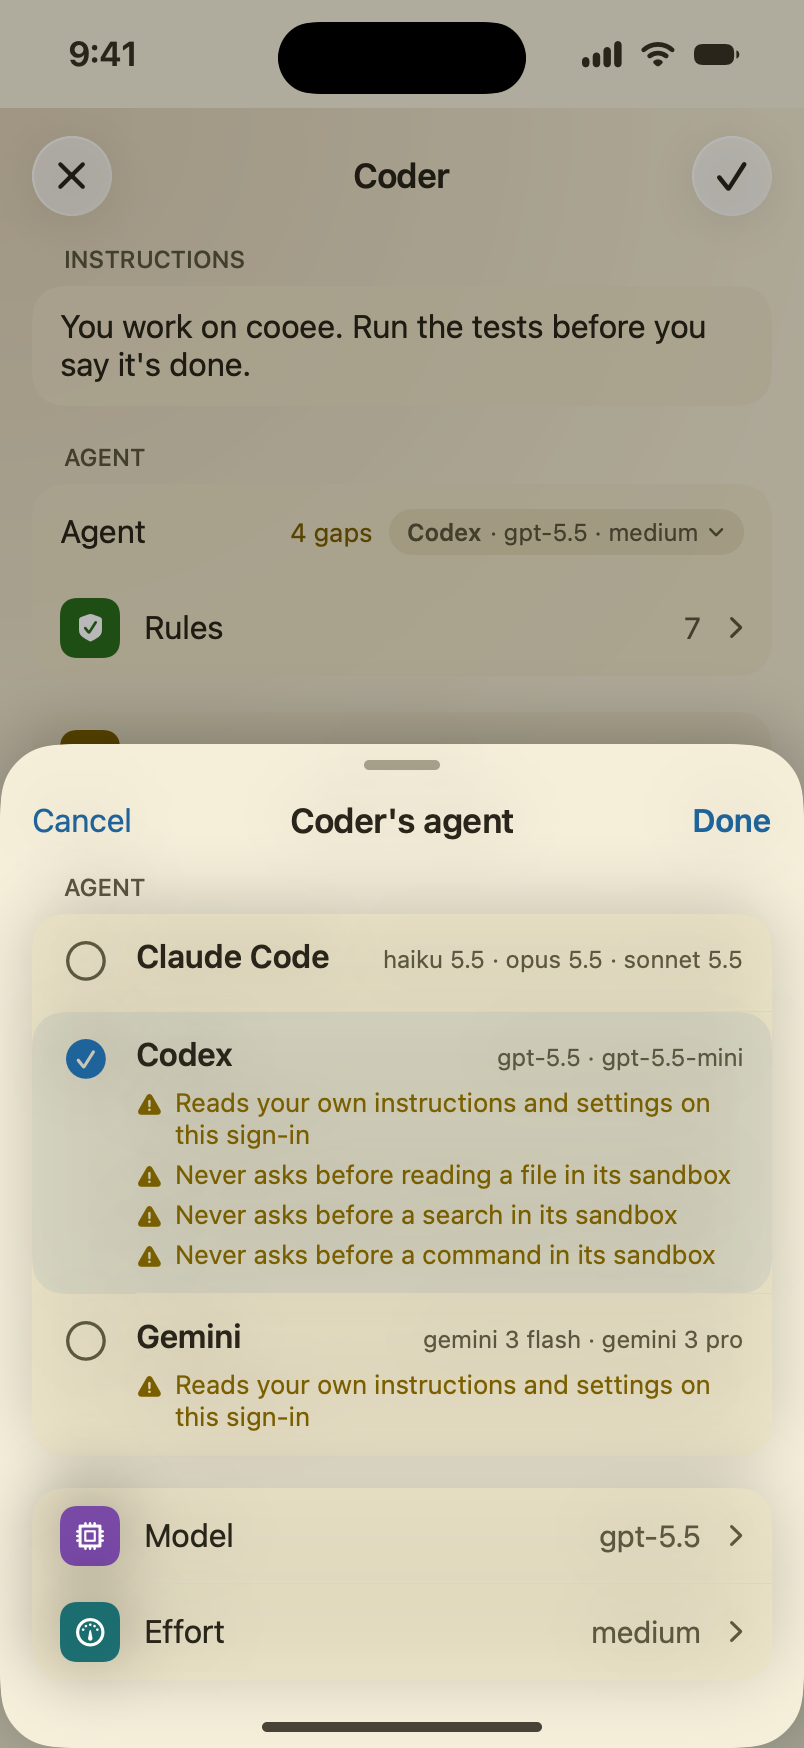 9:41
Coder
INSTRUCTIONS
You work on cooee. Run the tests before you
say it's done.
AGENT
Agent 4 gaps Codex · gpt-5.5 · medium
Rules 7
Cancel Coder's agent Done
AGENT
Claude Code haiku 5.5 · opus 5.5 · sonnet 5.5
Codex gpt-5.5 · gpt-5.5-mini
Reads your own instructions and settings on
this sign-in
Never asks before reading a file in its sandbox
Never asks before a search in its sandbox
Never asks before a command in its sandbox
Gemini gemini 3 flash · gemini 3 pro
Reads your own instructions and settings on
this sign-in
Model gpt-5.5
Effort medium